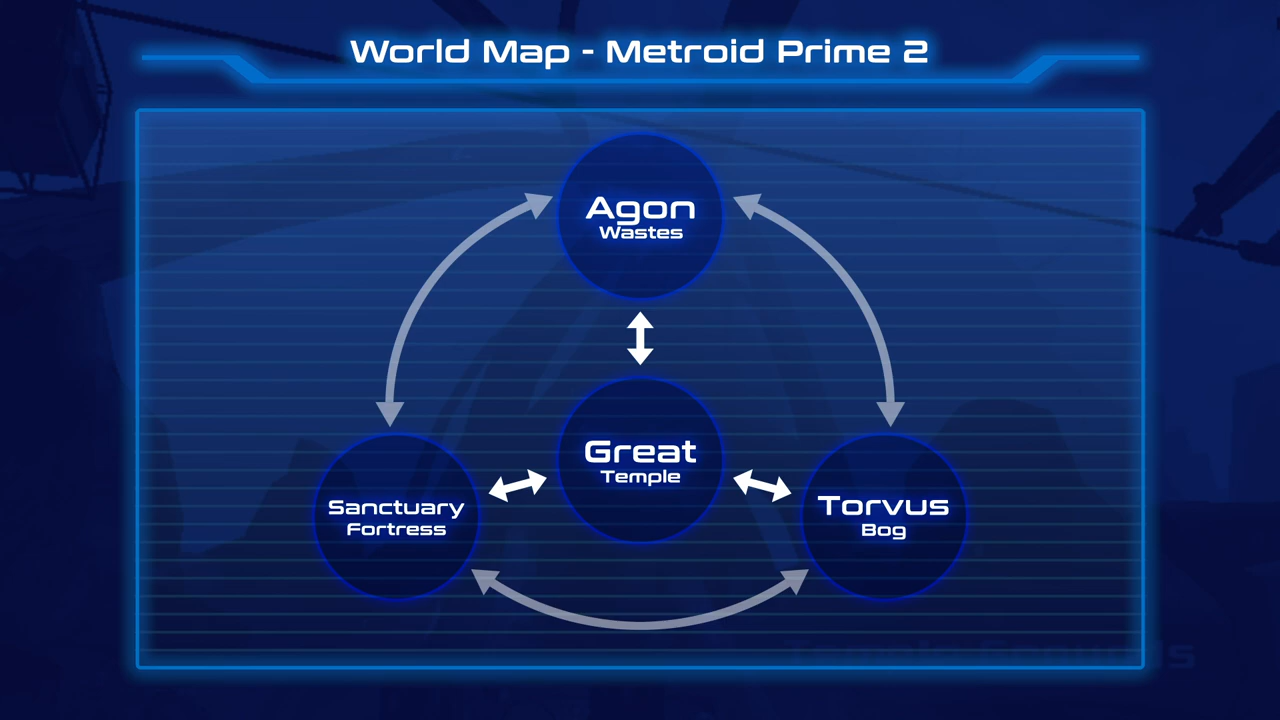 World Map - Metroid Prime 2
Agon
Wastes
Great
Temple
Sanctuary
Fortress
Torvus
Bog